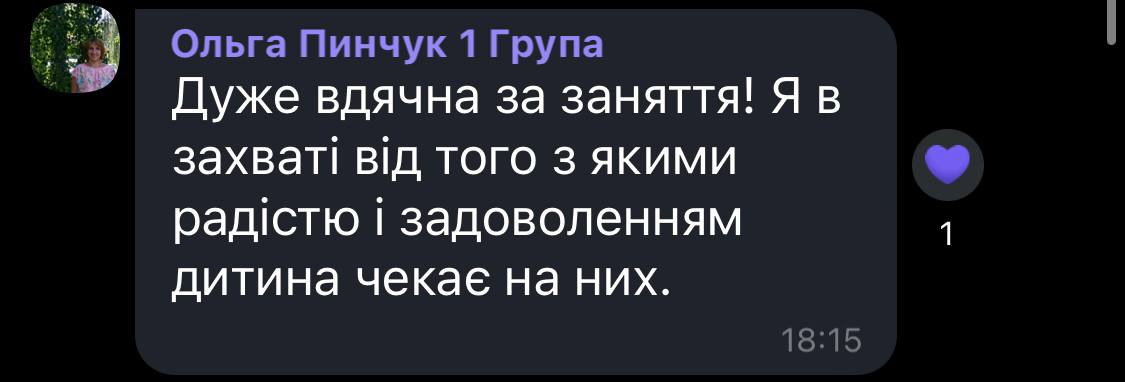 Ольга Пинчук 1 Група
Дуже вдячна за заняття! Я в
захваті від того з якими
радістю і задоволенням
дитина чекає на них.
18:15
1